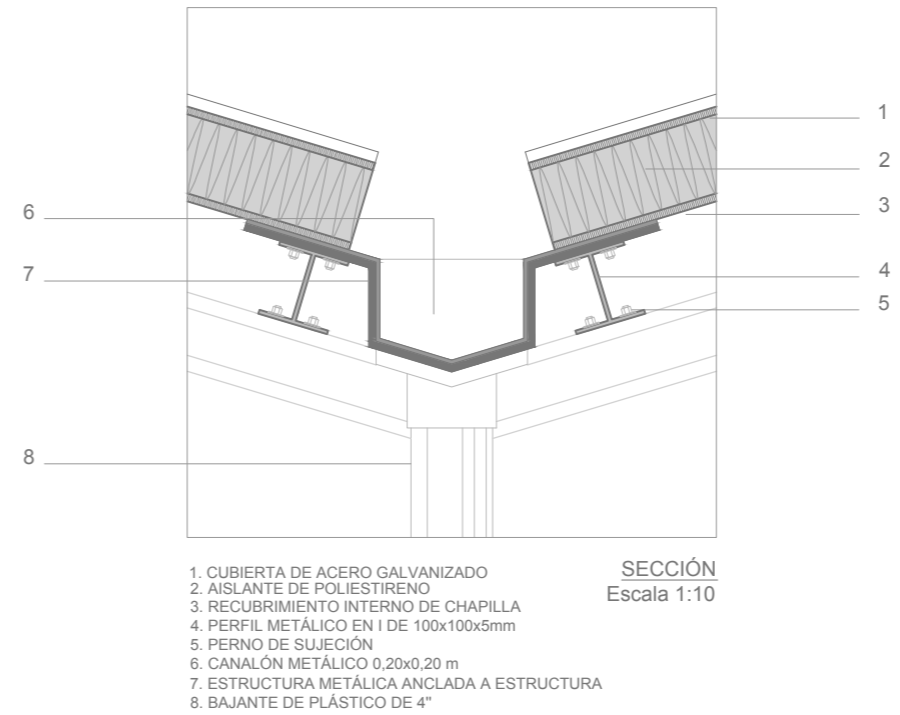 1
2
3
4
5
6
7
8
1. CUBIERTA DE ACERO GALVANIZADO
2. AISLANTE DE POLIESTIRENO
3. RECUBRIMIENTO INTERNO DE CHAPILLA
4. PERFIL METÁLICO EN I DE 100x100x5mm
5. PERNO DE SUJECIÓN
6. CANALÓN METÁLICO 0,20x0,20 m
7. ESTRUCTURA METÁLICA ANCLADA A ESTRUCTURA
8. BAJANTE DE PLÁSTICO DE 4"
SECCIÓN
Escala 1:10